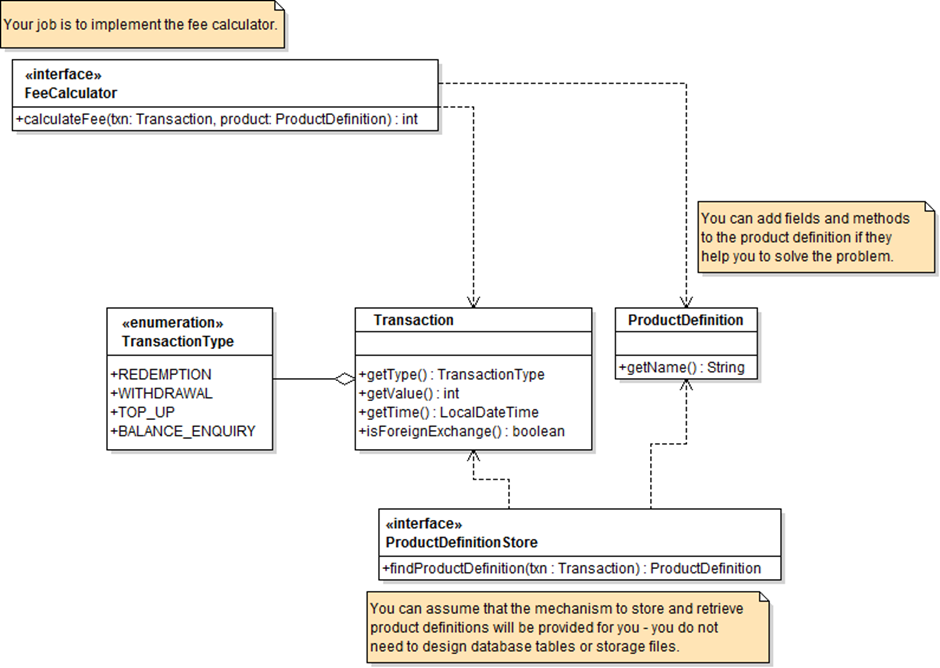 Your job is to implement the fee calculator.
«interface»
FeeCalculator
+calculateFee(txn: Transaction, product: ProductDefinition) : int
You can add fields and methods
to the product definition if they
help you to solve the problem.
«enumeration»
TransactionType
+REDEMPTION
+WITHDRAWAL
+TOP_UP
+BALANCE_ENQUIRY
Transaction
+getType() : TransactionType
+getValue() : int
+getTime() : LocalDateTime
+isForeignExchange() : boolean
ProductDefinition
+getName() : String
«interface»
ProductDefinitionStore
+findProductDefinition(txn : Transaction) : ProductDefinition
You can assume that the mechanism to store and retrieve
product definitions will be provided for you - you do not
need to design database tables or storage files.